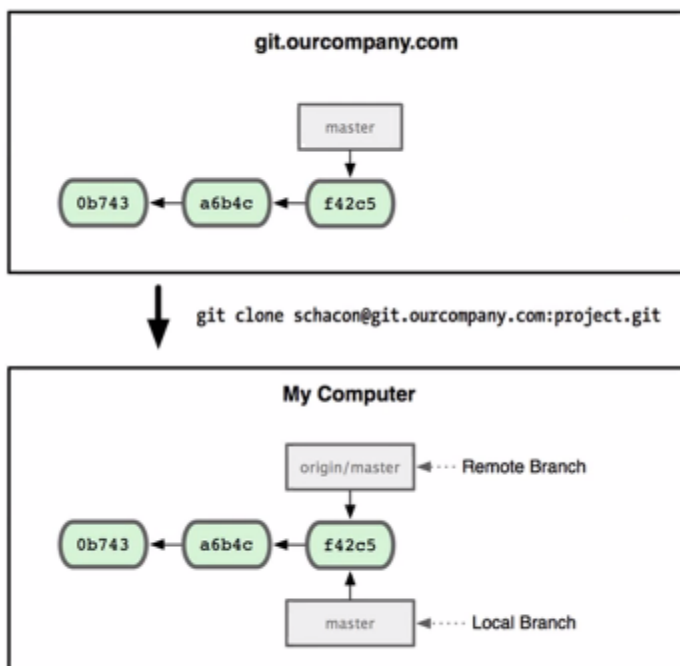 git.ourcompany.com
master
0b743 a6b4c f42c5
git clone schacon@git.ourcompany.com:project.git
My Computer
origin/master Remote Branch
0b743 a6b4c f42c5
master Local Branch